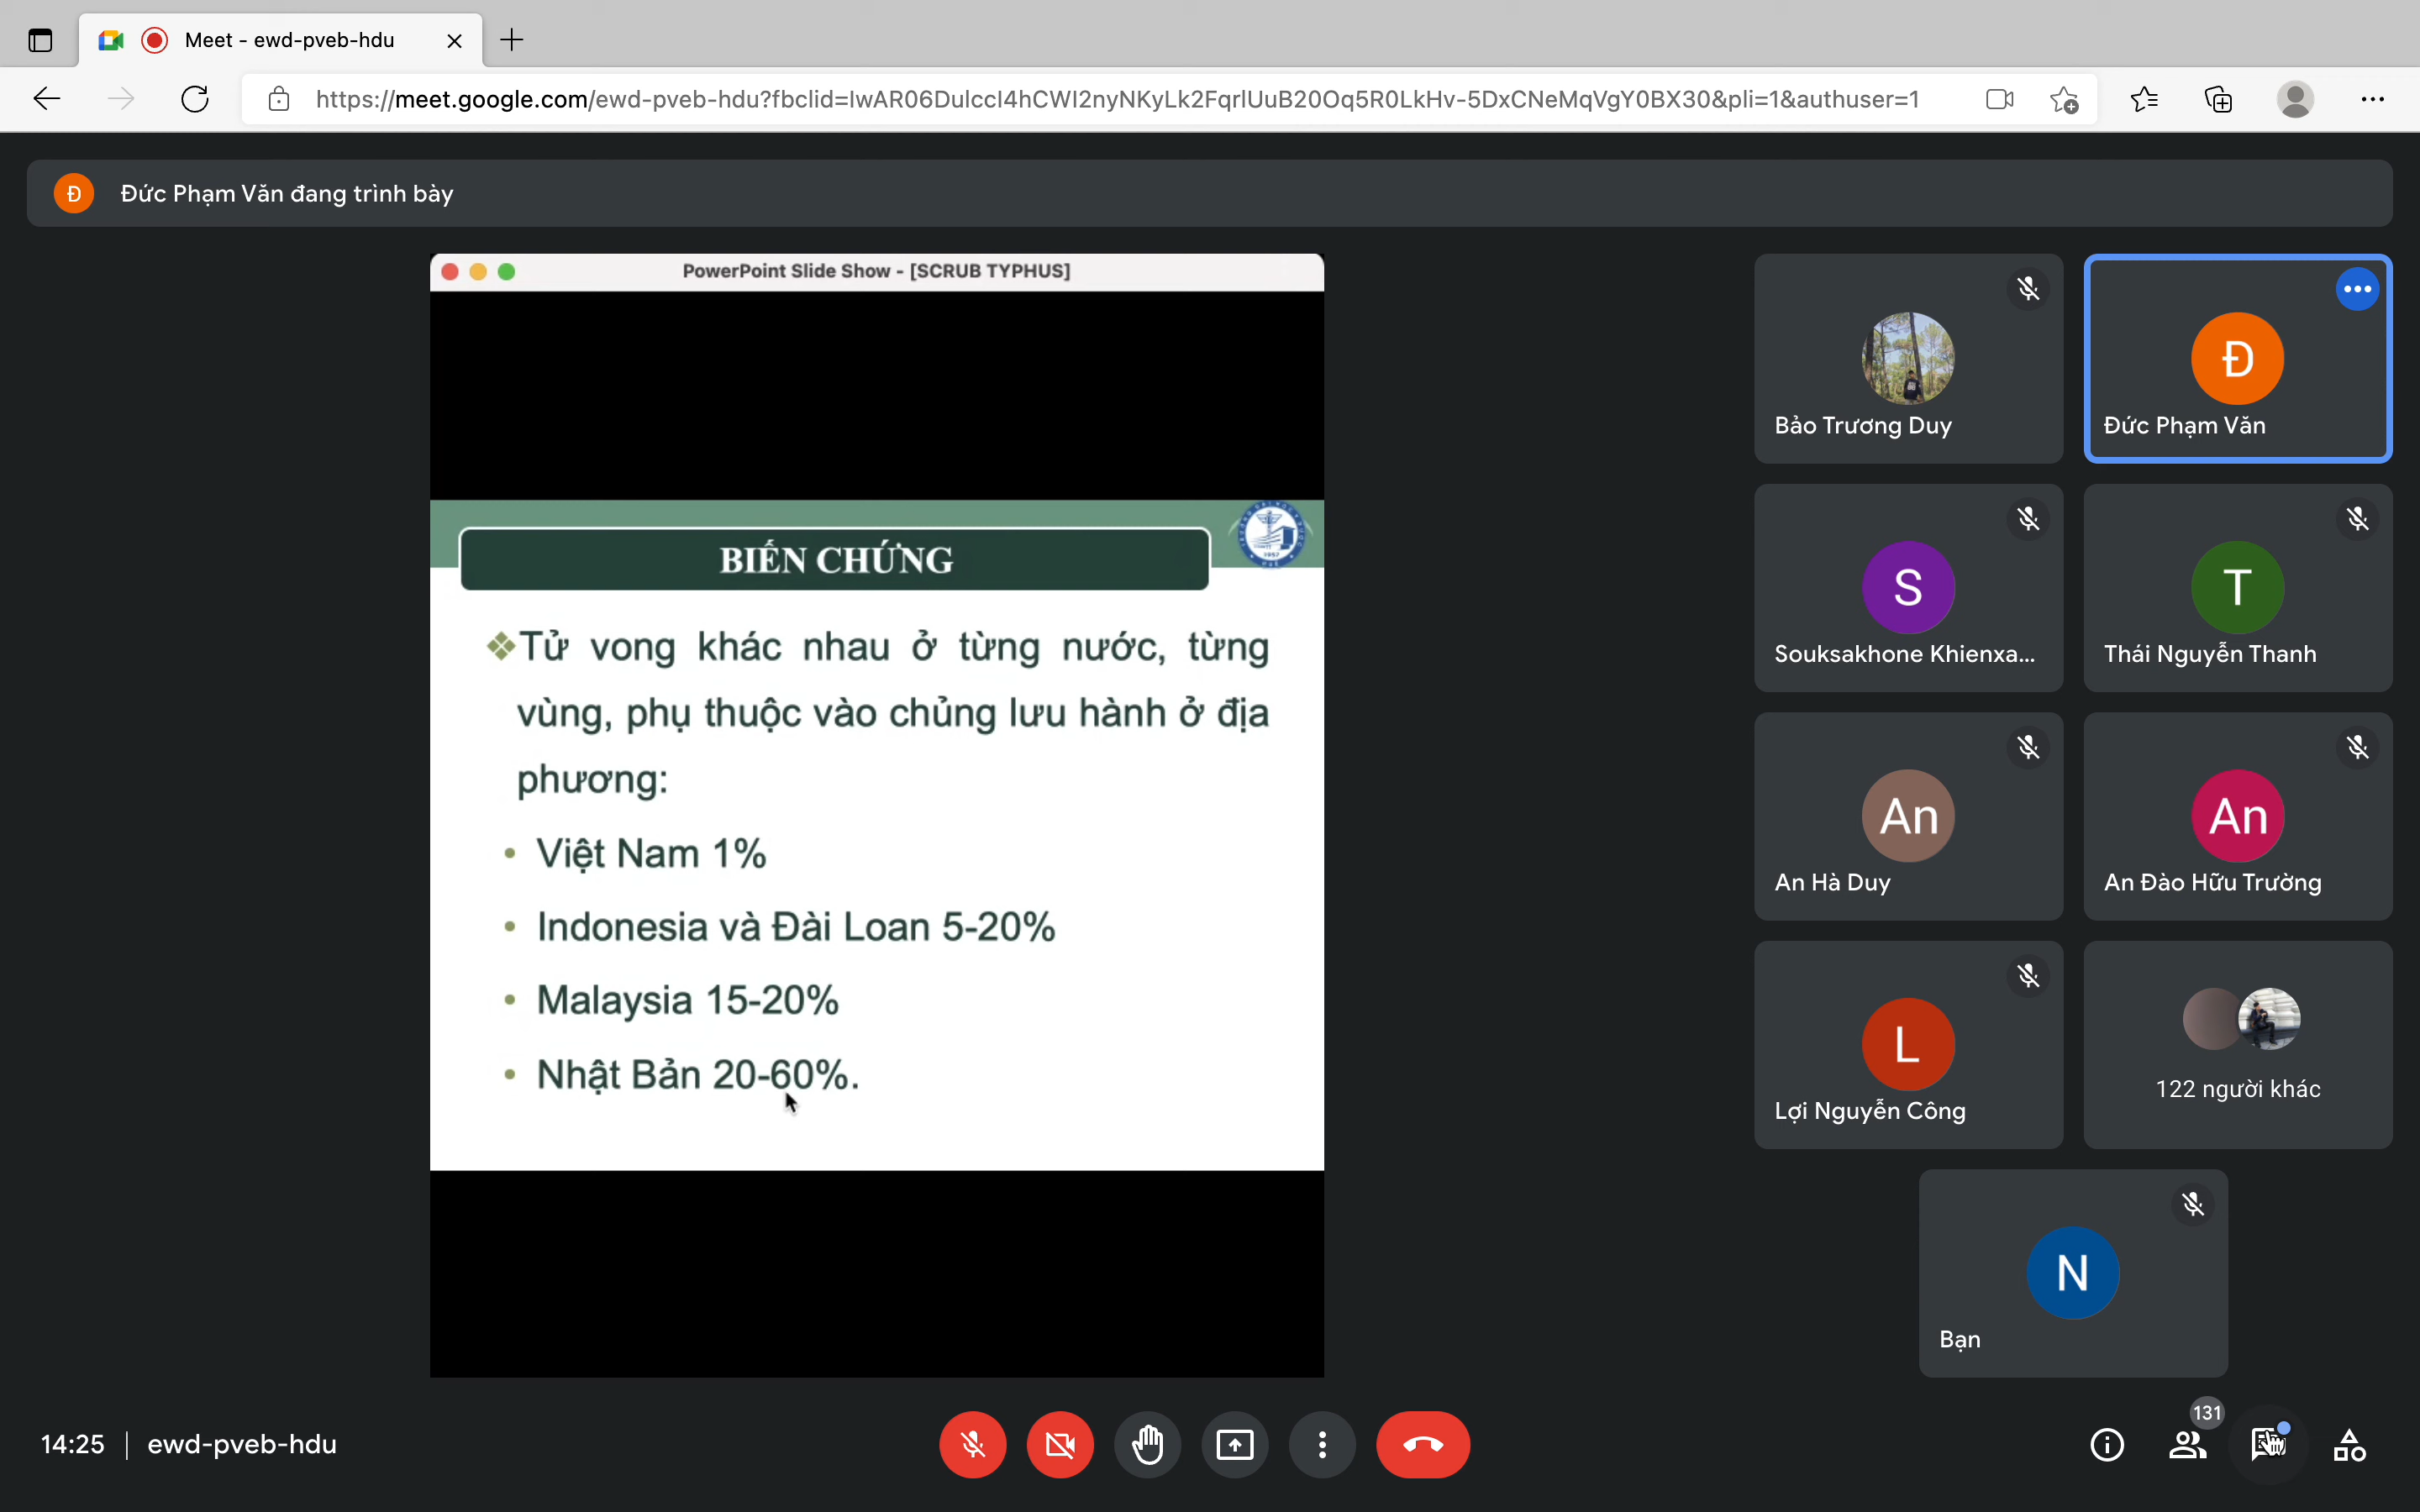 Meet - ewd-pveb-hdu
https://meet.google.com/ewd-pveb-hdu?fbclid=IwAR06DulccI4hCWI2nyNKyLk2FqrIUuB20Oq5R0LkHv-5DxCNeMqVgY0BX30&pli=1&authuser=1
Đ
Đức Phạm Văn đang trình bày
PowerPoint Slide Show - [SCRUB TYPHUS]
BIẾN CHỨNG
1957
❖Tử vong khác nhau ở từng nước, từng
vùng, phụ thuộc vào chủng lưu hành ở địa
phương:
• Việt Nam 1%
• Indonesia và Đài Loan 5-20%
• Malaysia 15-20%
• Nhật Bản 20-60%.
Bảo Trương Duy
Đ
Đức Phạm Văn
S
Souksakhone Khienxa...
T
Thái Nguyễn Thanh
An
An Hà Duy
An
An Đào Hữu Trường
L
Lợi Nguyễn Công
122 người khác
N
Bạn
14:25
ewd-pveb-hdu
131